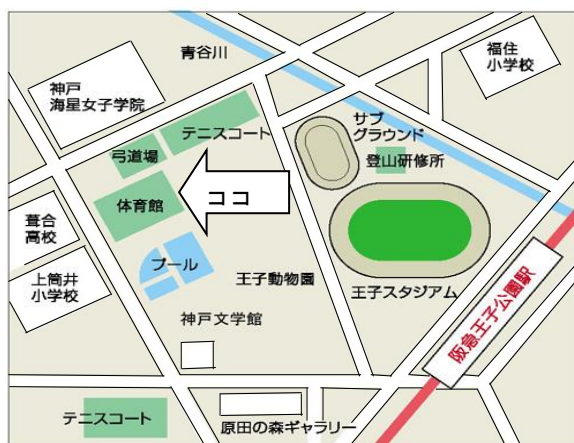 青谷川
福住
小学校
神戸
海星女子学院
テニスコート
サブ
グラウンド
弓道場
登山研修所
体育館
ココ
葺合
高校
プール
王子動物園
上筒井
小学校
王子スタジアム
神戸文学館
阪急王子公園駅
テニスコート
原田の森ギャラリー